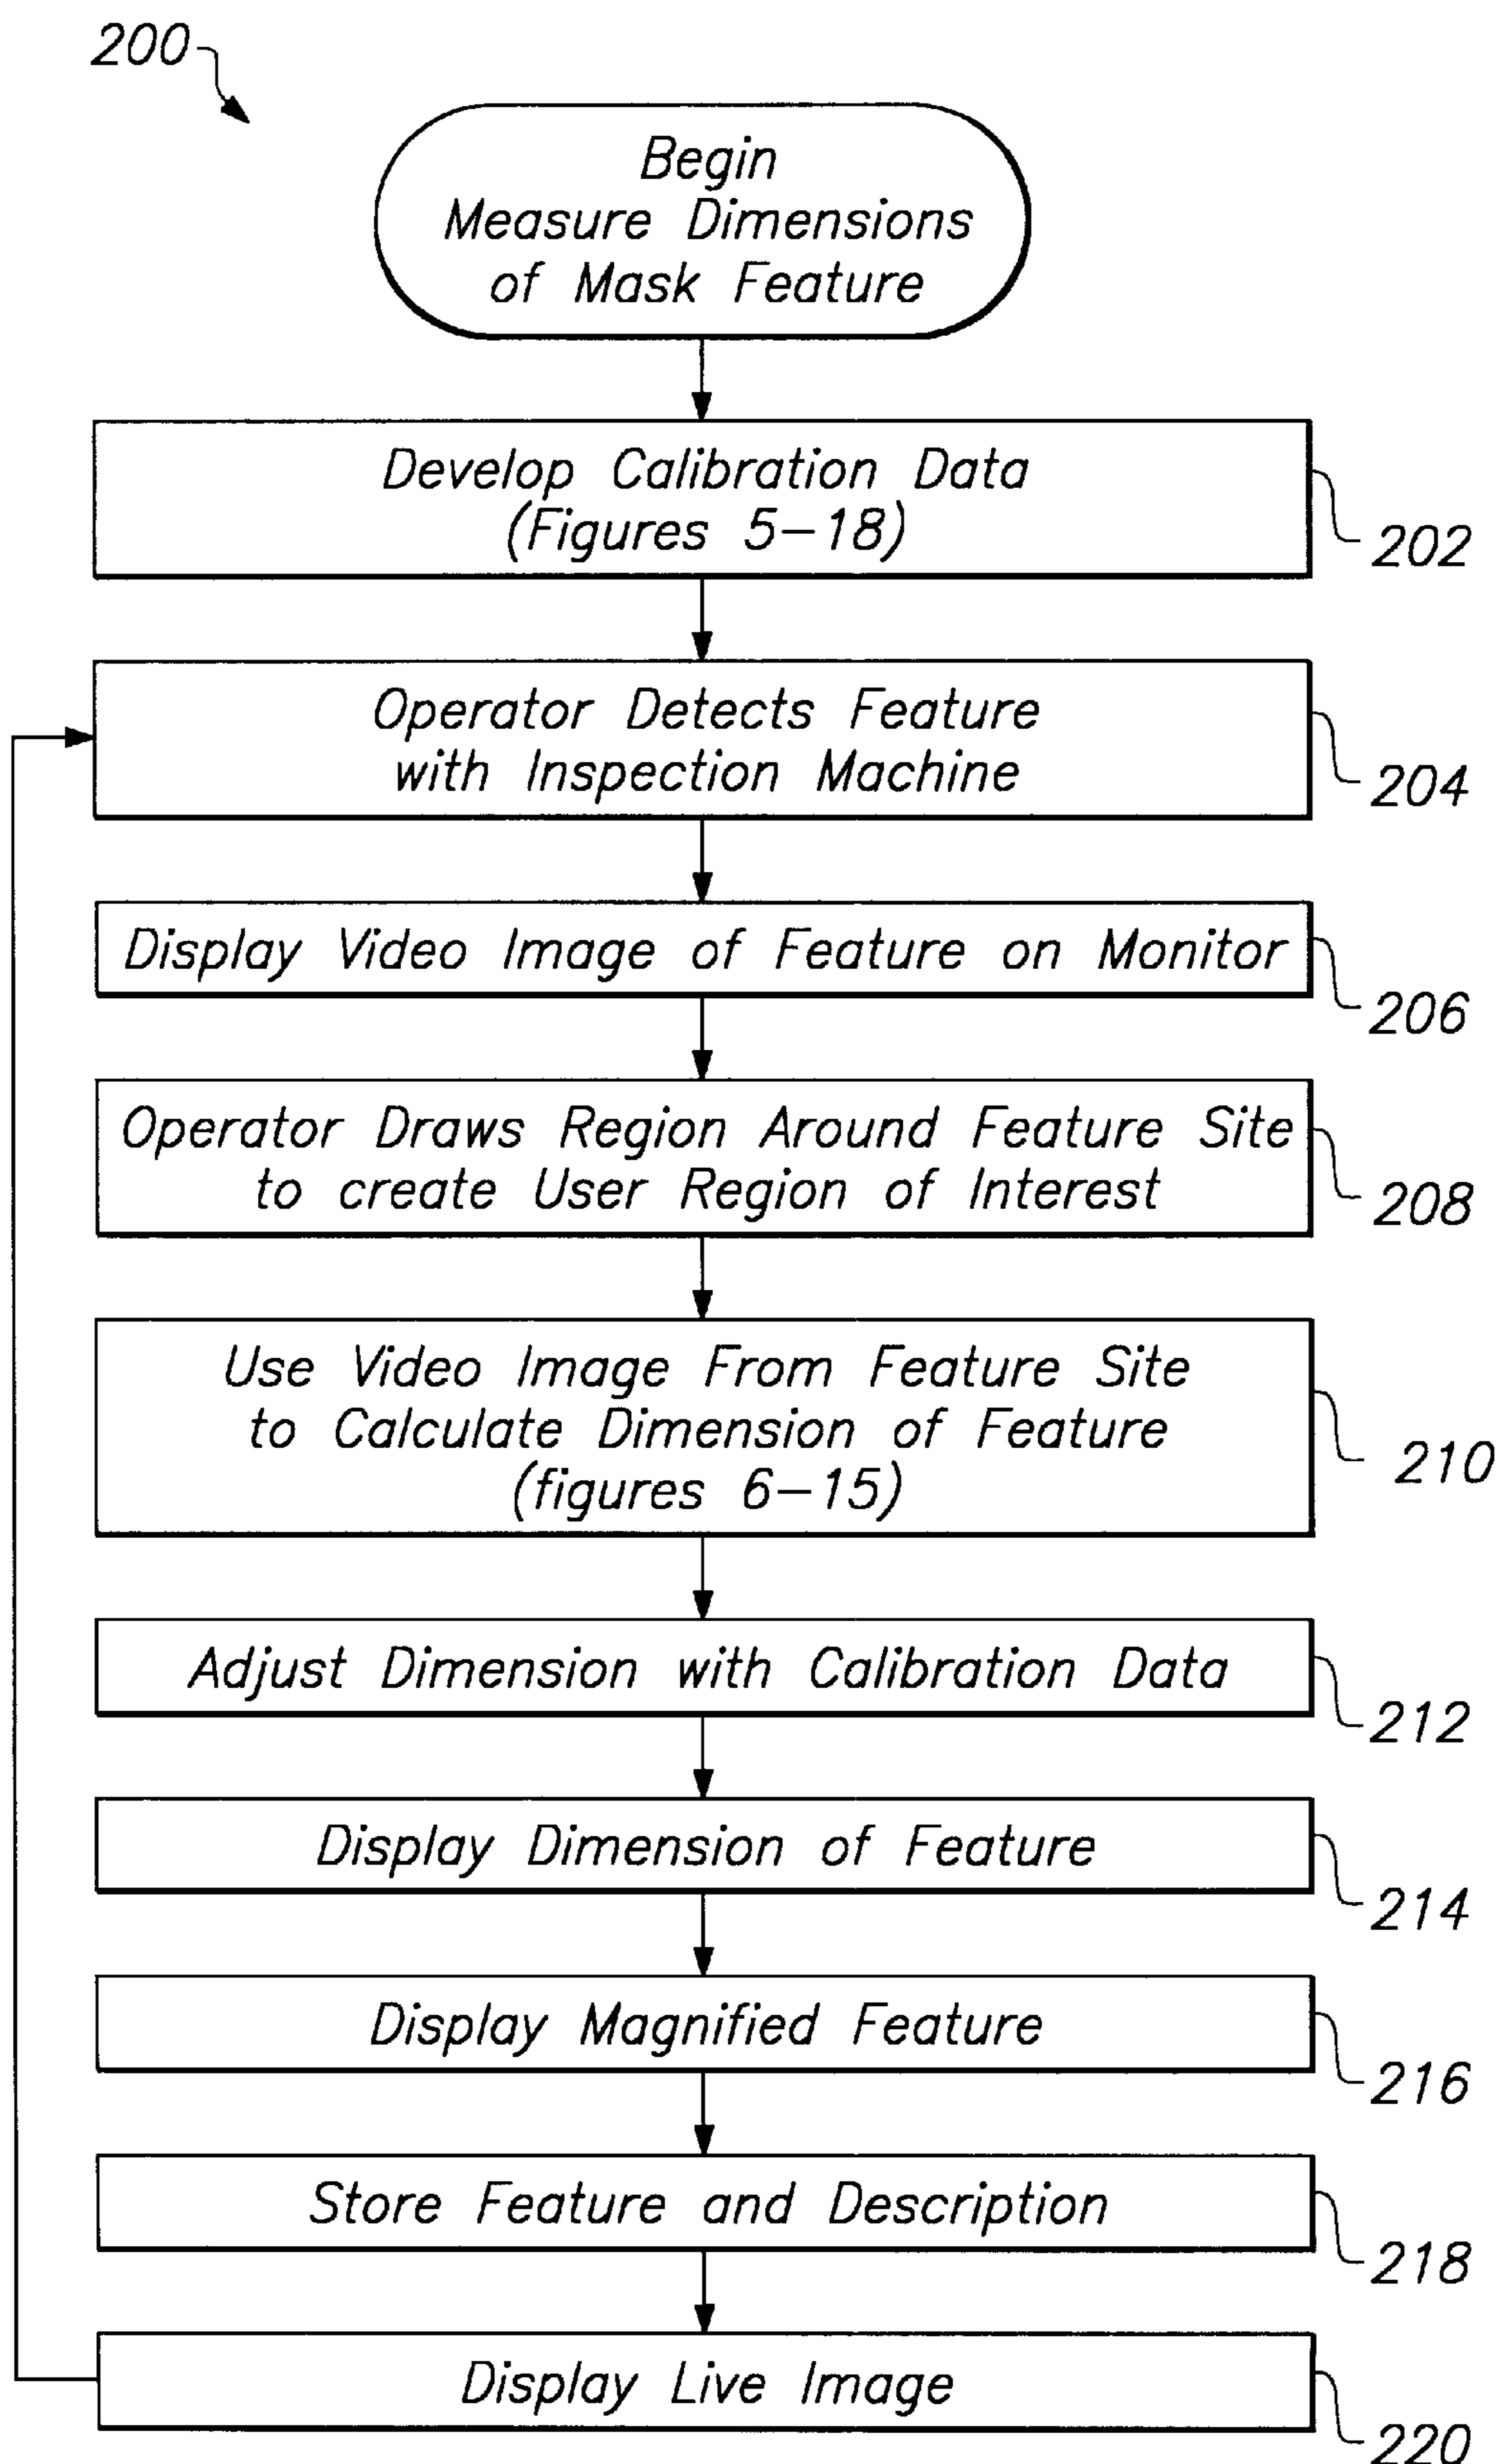 200
Begin
Measure Dimensions
of Mask Feature
Develop Calibration Data
(Figures 5-18)
202
Operator Detects Feature
with Inspection Machine
204
Display Video Image of Feature on Monitor
206
Operator Draws Region Around Feature Site
to create User Region of Interest
208
Use Video Image From Feature Site
to Calculate Dimension of Feature
(figures 6-15)
210
Adjust Dimension with Calibration Data
212
Display Dimension of Feature
214
Display Magnified Feature
216
Store Feature and Description
218
Display Live Image
220